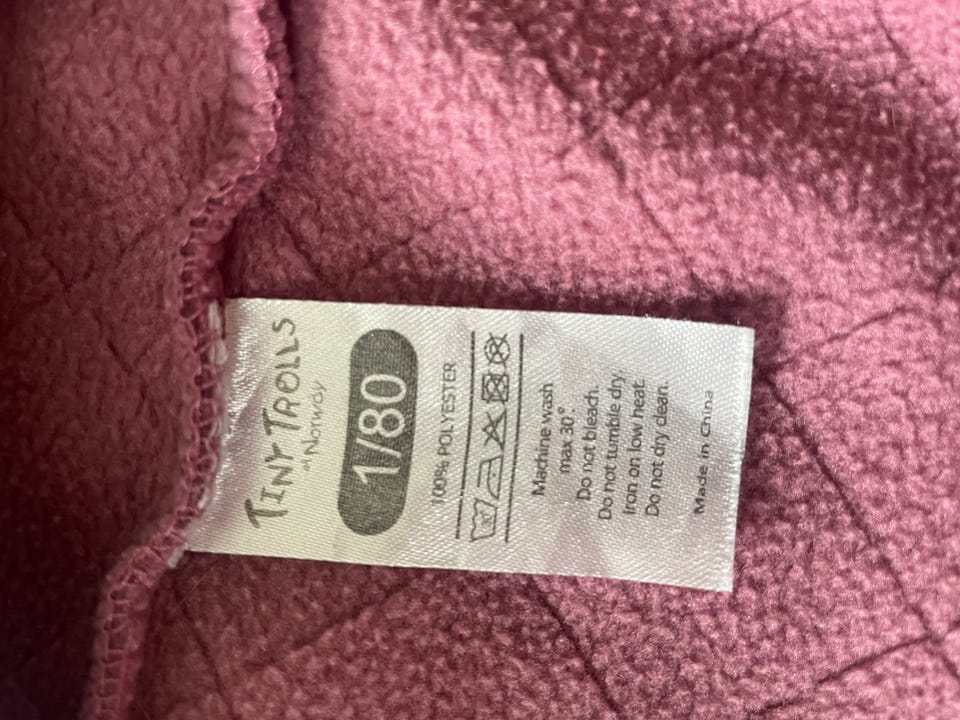 TINY TROLLS
of Norway
1/80
100% POLYESTER
Machine wash
max 30°.
Do not bleach.
Do not tumble dry.
Iron on low heat.
Do not dry clean.
Made in China